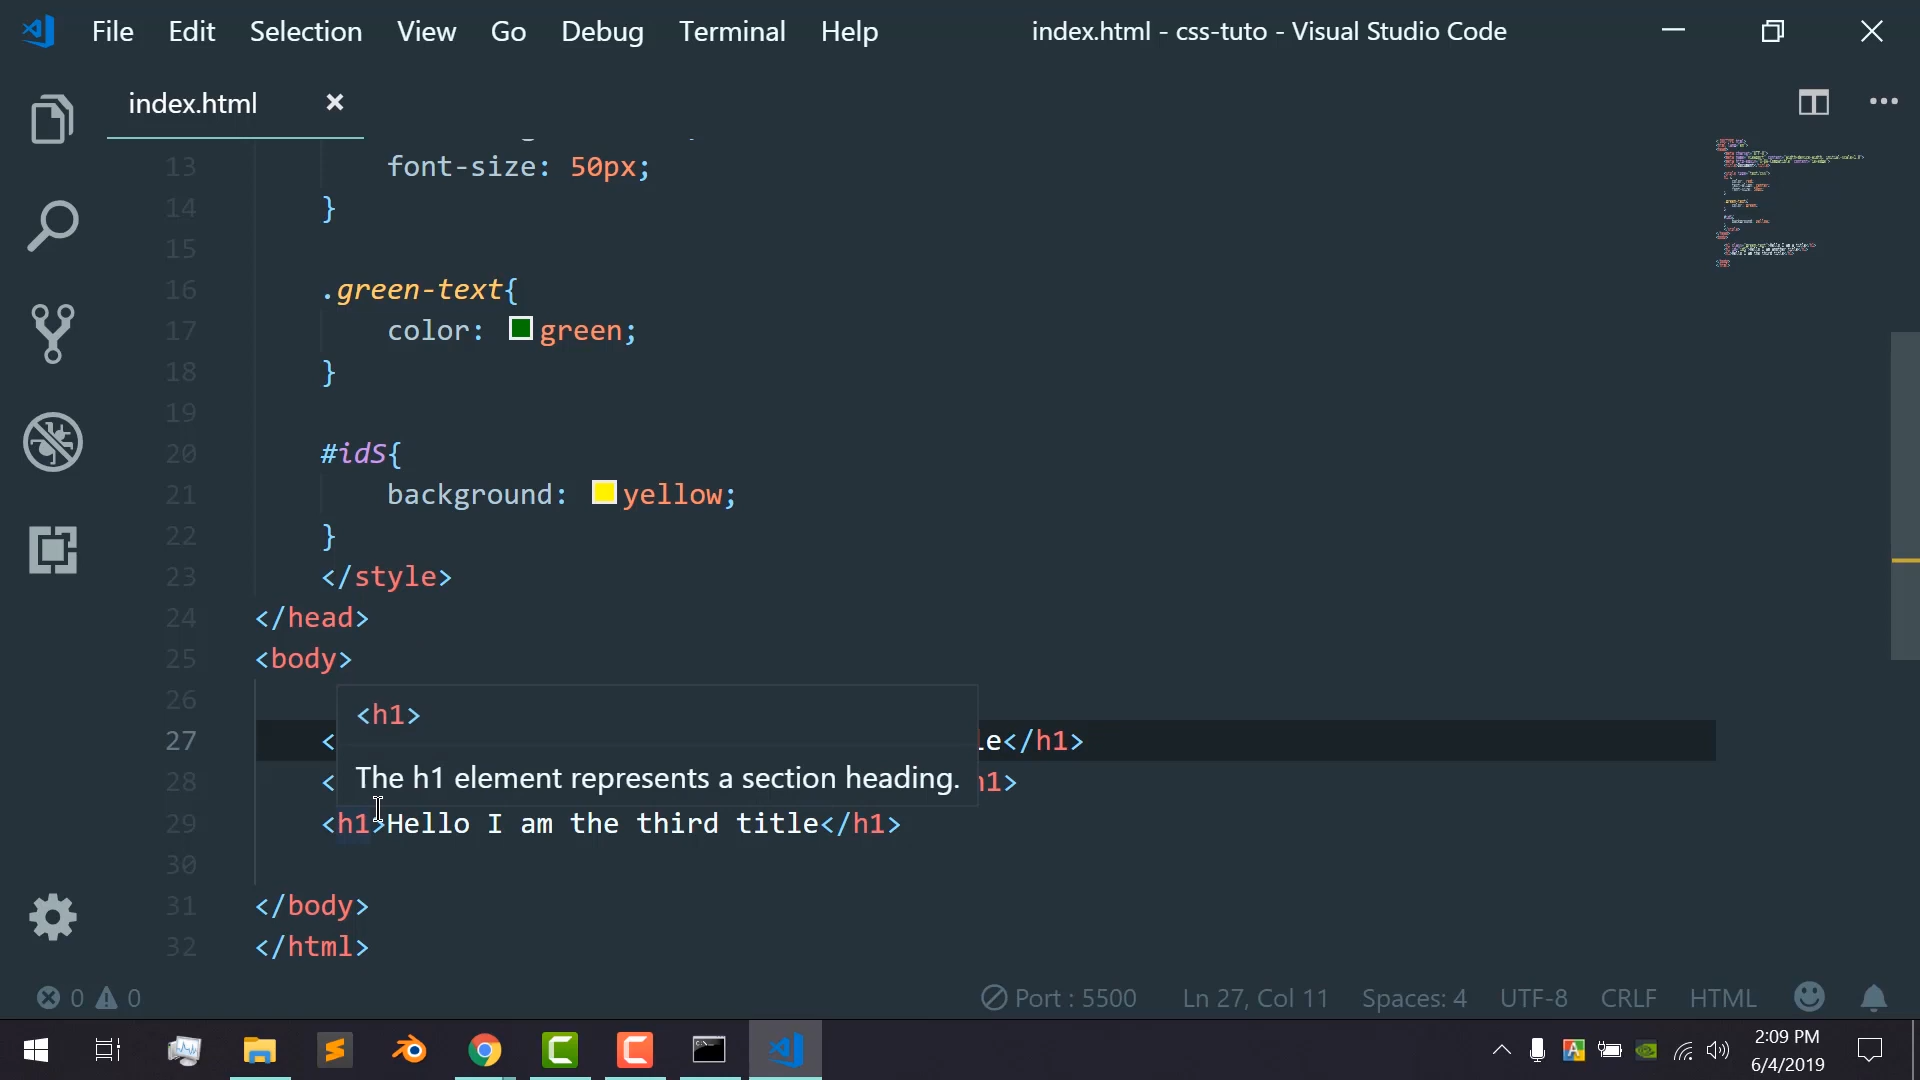 File Edit Selection View Go Debug Terminal Help index.html - css-tuto - Visual Studio Code
index.html
13 font-size: 50px;
14 }
15
16 .green-text{
17 color: green;
18 }
19
20 #idS{
21 background: yellow;
22 }
23 </style>
24 </head>
25 <body>
26
<h1>
27 < le</h1>
The h1 element represents a section heading.
28 < h1>
29 <h1>Hello I am the third title</h1>
30
31 </body>
32 </html>
0 0 Port : 5500 Ln 27, Col 11 Spaces: 4 UTF-8 CRLF HTML
2:09 PM
6/4/2019